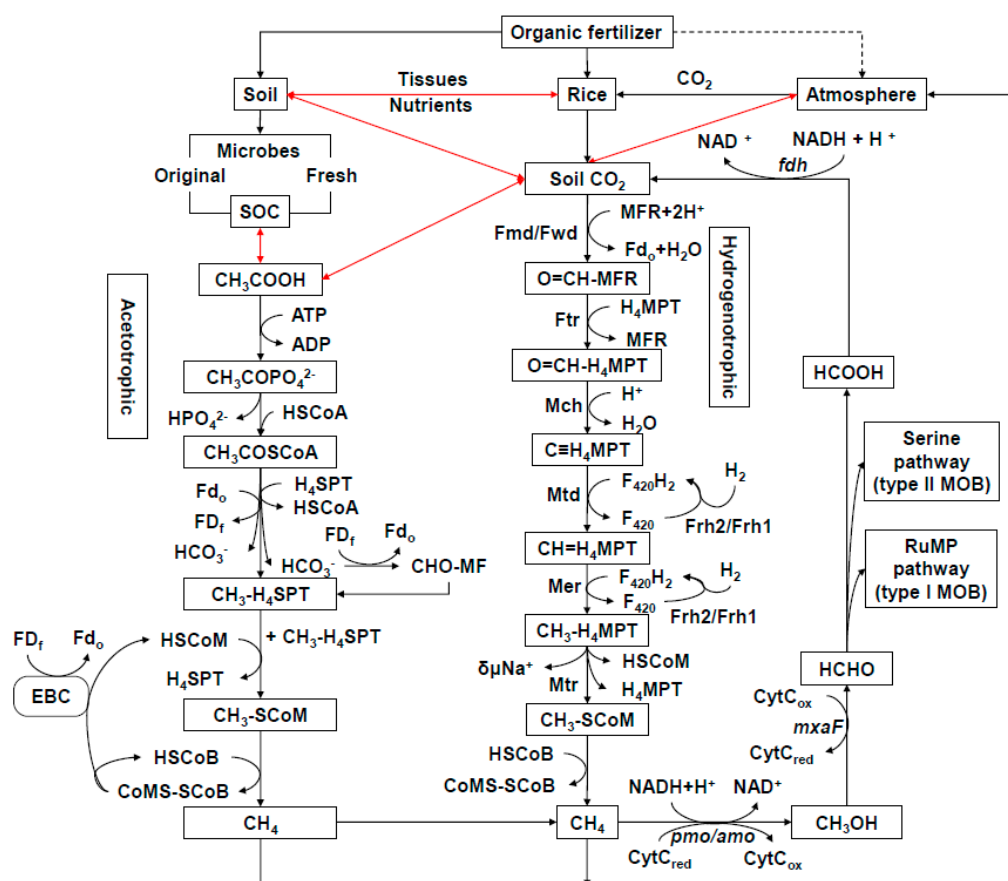 Organic fertilizer
Soil
Tissues
Nutrients
Rice
CO₂
Atmosphere
Microbes
Original
Fresh
SOC
NAD ⁺
NADH + H ⁺
fdh
Soil CO₂
MFR+2H⁺
Fmd/Fwd
Fdₒ+H₂O
Hydrogenotrophic
CH₃COOH
O=CH-MFR
Acetotrophic
ATP
ADP
Ftr
H₄MPT
MFR
CH₃COPO₄²⁻
O=CH-H₄MPT
HCOOH
HPO₄²⁻
HSCoA
Mch
H⁺
H₂O
CH₃COSCoA
C≡H₄MPT
Serine
pathway
(type II MOB)
Fdₒ
H₄SPT
HSCoA
FD_f
Mtd
F₄₂₀H₂
H₂
F₄₂₀
Frh2/Frh1
HCO₃⁻
HCO₃⁻
FD_f
Fdₒ
CHO-MF
CH=H₄MPT
RuMP
pathway
(type I MOB)
CH₃-H₄SPT
Mer
F₄₂₀H₂
H₂
F₄₂₀
Frh2/Frh1
FD_f
Fdₒ
HSCoM
+ CH₃-H₄SPT
CH₃-H₄MPT
H₄SPT
EBC
δμNa⁺
HSCoM
Mtr
H₄MPT
HCHO
CH₃-SCoM
CH₃-SCoM
CytCₒₓ
mxaF
CytC_red
HSCoB
CoMS-SCoB
HSCoB
CoMS-SCoB
NADH+H⁺
NAD⁺
CH₄
CH₄
pmo/amo
CH₃OH
CytC_red
CytCₒₓ